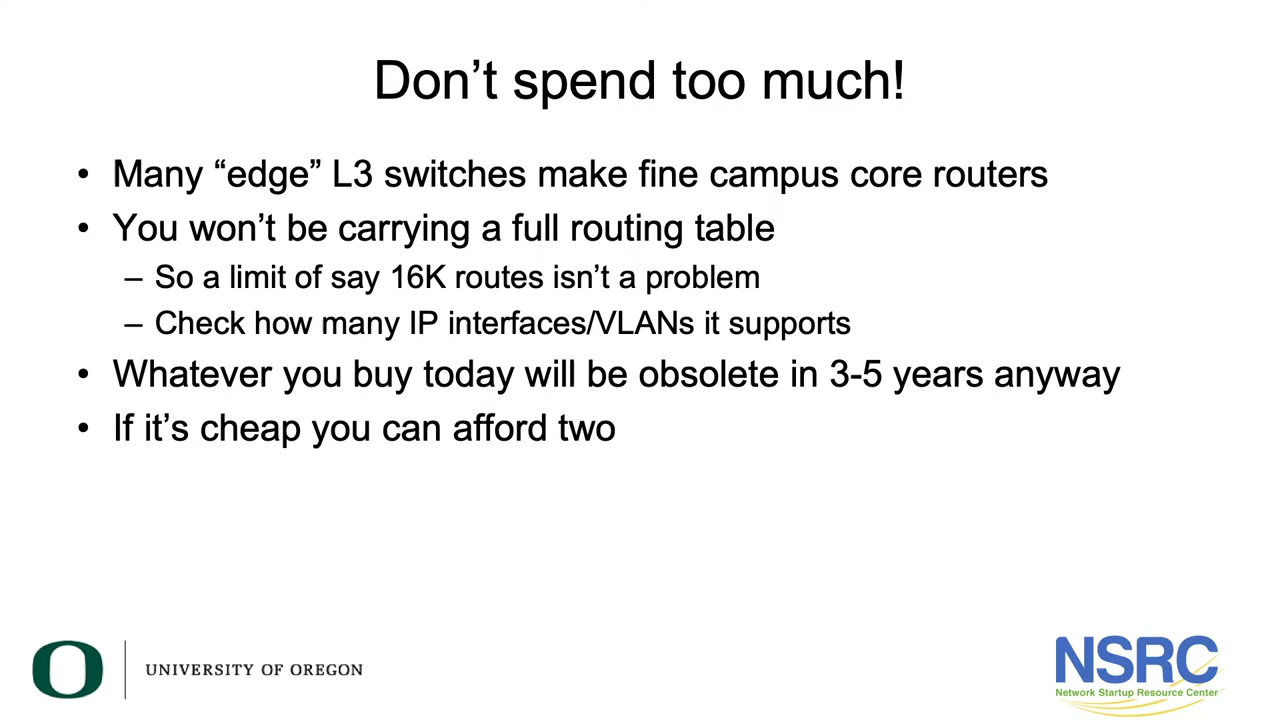 Don’t spend too much!
• Many “edge” L3 switches make fine campus core routers
• You won’t be carrying a full routing table
– So a limit of say 16K routes isn’t a problem
– Check how many IP interfaces/VLANs it supports
• Whatever you buy today will be obsolete in 3-5 years anyway
• If it’s cheap you can afford two
O
UNIVERSITY OF OREGON
NSRC
Network Startup Resource Center